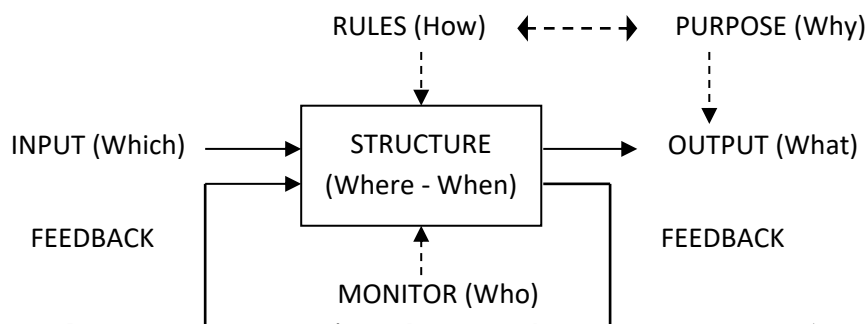 RULES (How) PURPOSE (Why)
INPUT (Which) STRUCTURE OUTPUT (What)
(Where - When)
FEEDBACK FEEDBACK
MONITOR (Who)